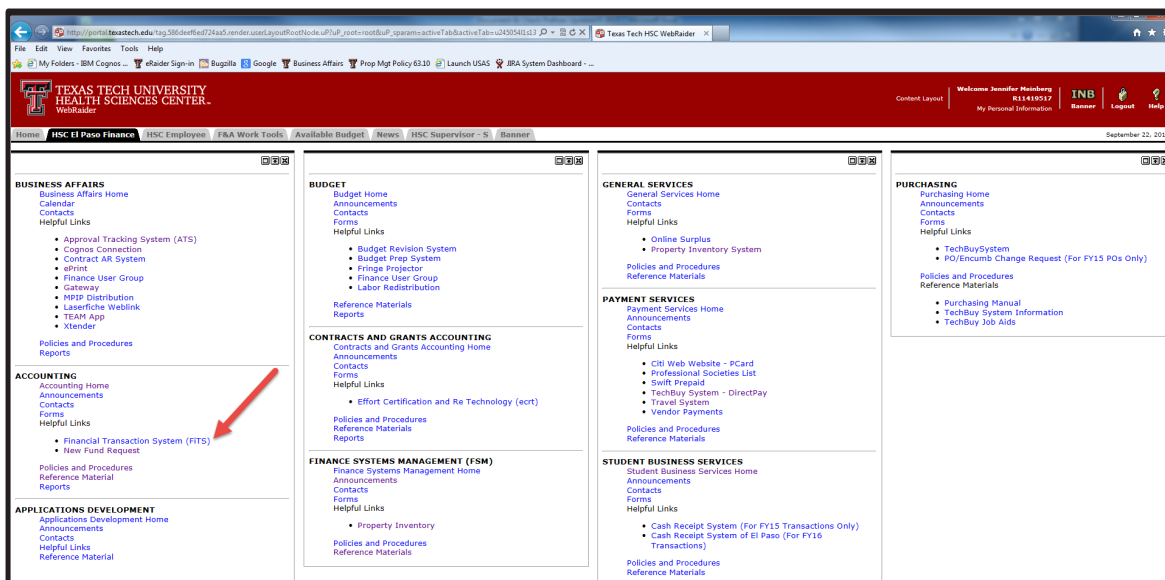 http://portal.texastech.edu/tag.586deef6ed724aa5.render.userLayoutRootNode.uP?uP_root=root&uP_sparam=activeTab&activeTab=u245054l1s13
Texas Tech HSC WebRaider
File Edit View Favorites Tools Help
My Folders - IBM Cognos ... eRaider Sign-in Bugzilla Google Business Affairs Prop Mgt Policy 63.10 Launch USAS JIRA System Dashboard - ...
TEXAS TECH UNIVERSITY
HEALTH SCIENCES CENTER
WebRaider
Content Layout
Welcome Jennifer Meinberg
R11419517
My Personal Information
INB
Banner
Logout
Help
Home HSC El Paso Finance HSC Employee F&A Work Tools Available Budget News HSC Supervisor - S Banner
September 22, 201
BUSINESS AFFAIRS
Business Affairs Home
Calendar
Contacts
Helpful Links
• Approval Tracking System (ATS)
• Cognos Connection
• Contract AR System
• ePrint
• Finance User Group
• Gateway
• MPIP Distribution
• Laserfiche Weblink
• TEAM App
• Xtender
Policies and Procedures
Reports
ACCOUNTING
Accounting Home
Announcements
Contacts
Forms
Helpful Links
• Financial Transaction System (FiTS)
• New Fund Request
Policies and Procedures
Reference Material
Reports
APPLICATIONS DEVELOPMENT
Applications Development Home
Announcements
Contacts
Helpful Links
Reference Material
BUDGET
Budget Home
Announcements
Contacts
Forms
Helpful Links
• Budget Revision System
• Budget Prep System
• Fringe Projector
• Finance User Group
• Labor Redistribution
Reference Materials
Reports
CONTRACTS AND GRANTS ACCOUNTING
Contracts and Grants Accounting Home
Announcements
Contacts
Forms
Helpful Links
• Effort Certification and Re Technology (ecrt)
Policies and Procedures
Reference Materials
Reports
FINANCE SYSTEMS MANAGEMENT (FSM)
Finance Systems Management Home
Announcements
Contacts
Forms
Helpful Links
• Property Inventory
Policies and Procedures
Reference Materials
GENERAL SERVICES
General Services Home
Contacts
Forms
Helpful Links
• Online Surplus
• Property Inventory System
Policies and Procedures
Reference Materials
PAYMENT SERVICES
Payment Services Home
Announcements
Contacts
Forms
Helpful Links
• Citi Web Website - PCard
• Professional Societies List
• Swift Prepaid
• TechBuy System - DirectPay
• Travel System
• Vendor Payments
Policies and Procedures
Reference Materials
STUDENT BUSINESS SERVICES
Student Business Services Home
Announcements
Contacts
Forms
Helpful Links
• Cash Receipt System (For FY15 Transactions Only)
• Cash Receipt System of El Paso (For FY16
Transactions)
Policies and Procedures
Reference Materials
PURCHASING
Purchasing Home
Announcements
Contacts
Forms
Helpful Links
• TechBuySystem
• PO/Encumb Change Request (For FY15 POs Only)
Policies and Procedures
Reference Materials
• Purchasing Manual
• TechBuy System Information
• TechBuy Job Aids